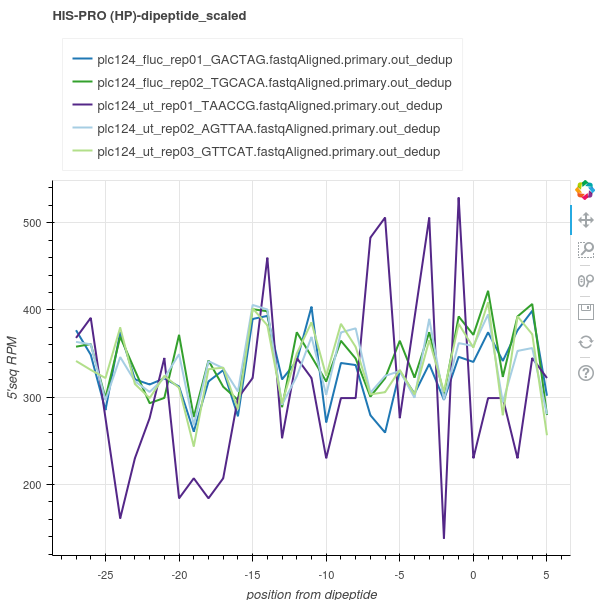 HIS-PRO (HP)-dipeptide_scaled
plc124_fluc_rep01_GACTAG.fastqAligned.primary.out_dedup
plc124_fluc_rep02_TGCACA.fastqAligned.primary.out_dedup
plc124_ut_rep01_TAACCG.fastqAligned.primary.out_dedup
plc124_ut_rep02_AGTTAA.fastqAligned.primary.out_dedup
plc124_ut_rep03_GTTCAT.fastqAligned.primary.out_dedup
5'seq RPM
500
400
300
200
-25 -20 -15 -10 -5 0 5
position from dipeptide